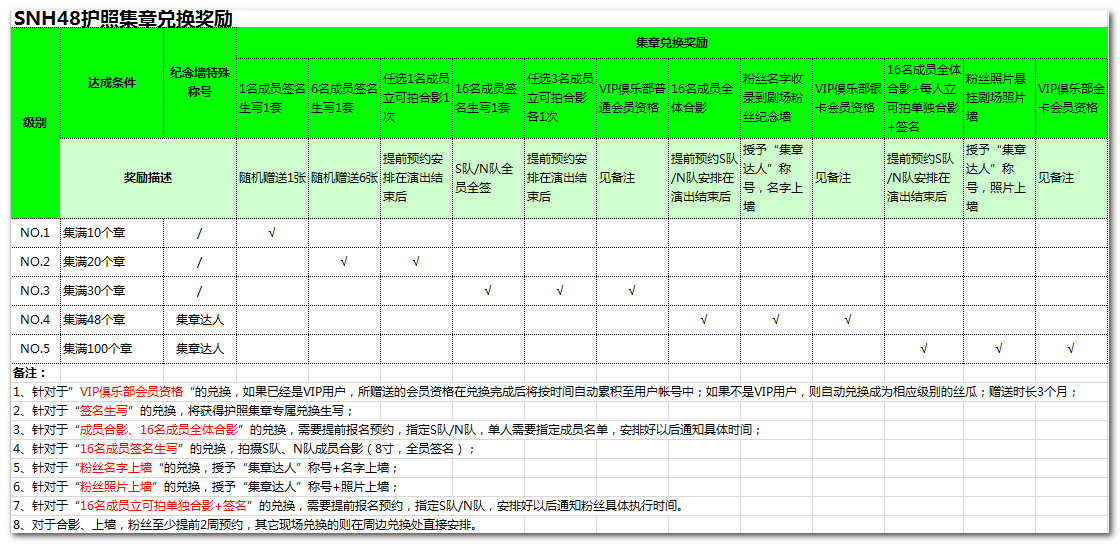 SNH48护照集章兑换奖励
级别
达成条件
纪念墙特殊
称号
集章兑换奖励
1名成员签名
生写1套
6名成员签名
生写1套
任选1名成员
立可拍合影1
次
16名成员签
名生写1套
任选3名成员
立可拍合影
各1次
VIP俱乐部普
通会员资格
16名成员全
体合影
粉丝名字收
录到剧场粉
丝纪念墙
VIP俱乐部银
卡会员资格
16名成员全体
合影+每人立
可拍单独合影
+签名
粉丝照片悬
挂剧场照片
墙
VIP俱乐部金
卡会员资格
奖励描述
随机赠送1张
随机赠送6张
提前预约安
排在演出结
束后
S队/N队全
员全签
提前预约安
排在演出结
束后
见备注
提前预约S队
/N队安排在
演出结束后
授予“集章
达人”称
号，名字上
墙
见备注
提前预约S队
/N队安排在
演出结束后
授予“集章
达人”称
号，照片上
墙
见备注
NO.1 集满10个章 / √
NO.2 集满20个章 / √ √
NO.3 集满30个章 / √ √ √
NO.4 集满48个章 集章达人 √ √ √
NO.5 集满100个章 集章达人 √ √ √
备注：
1、针对于”VIP俱乐部会员资格“的兑换，如果已经是VIP用户，所赠送的会员资格在兑换完成后将按时间自动累积至用户帐号中；如果不是VIP用户，则自动兑换成为相应级别的丝瓜；赠送时长3个月；
2、针对于“签名生写”的兑换，将获得护照集章专属兑换生写；
3、针对于“成员合影、16名成员全体合影”的兑换，需要提前报名预约，指定S队/N队，单人需要指定成员名单，安排好以后通知具体时间；
4、针对于“16名成员签名生写”的兑换，拍摄S队、N队成员合影（8寸，全员签名）；
5、针对于“粉丝名字上墙“的兑换，授予“集章达人”称号+名字上墙；
6、针对于“粉丝照片上墙”的兑换，授予“集章达人”称号+照片上墙；
7、针对于“16名成员立可拍单独合影+签名”的兑换，需要提前报名预约，指定S队/N队，安排好以后通知粉丝具体执行时间。
8、对于合影、上墙，粉丝至少提前2周预约，其它现场兑换的则在周边兑换处直接安排。